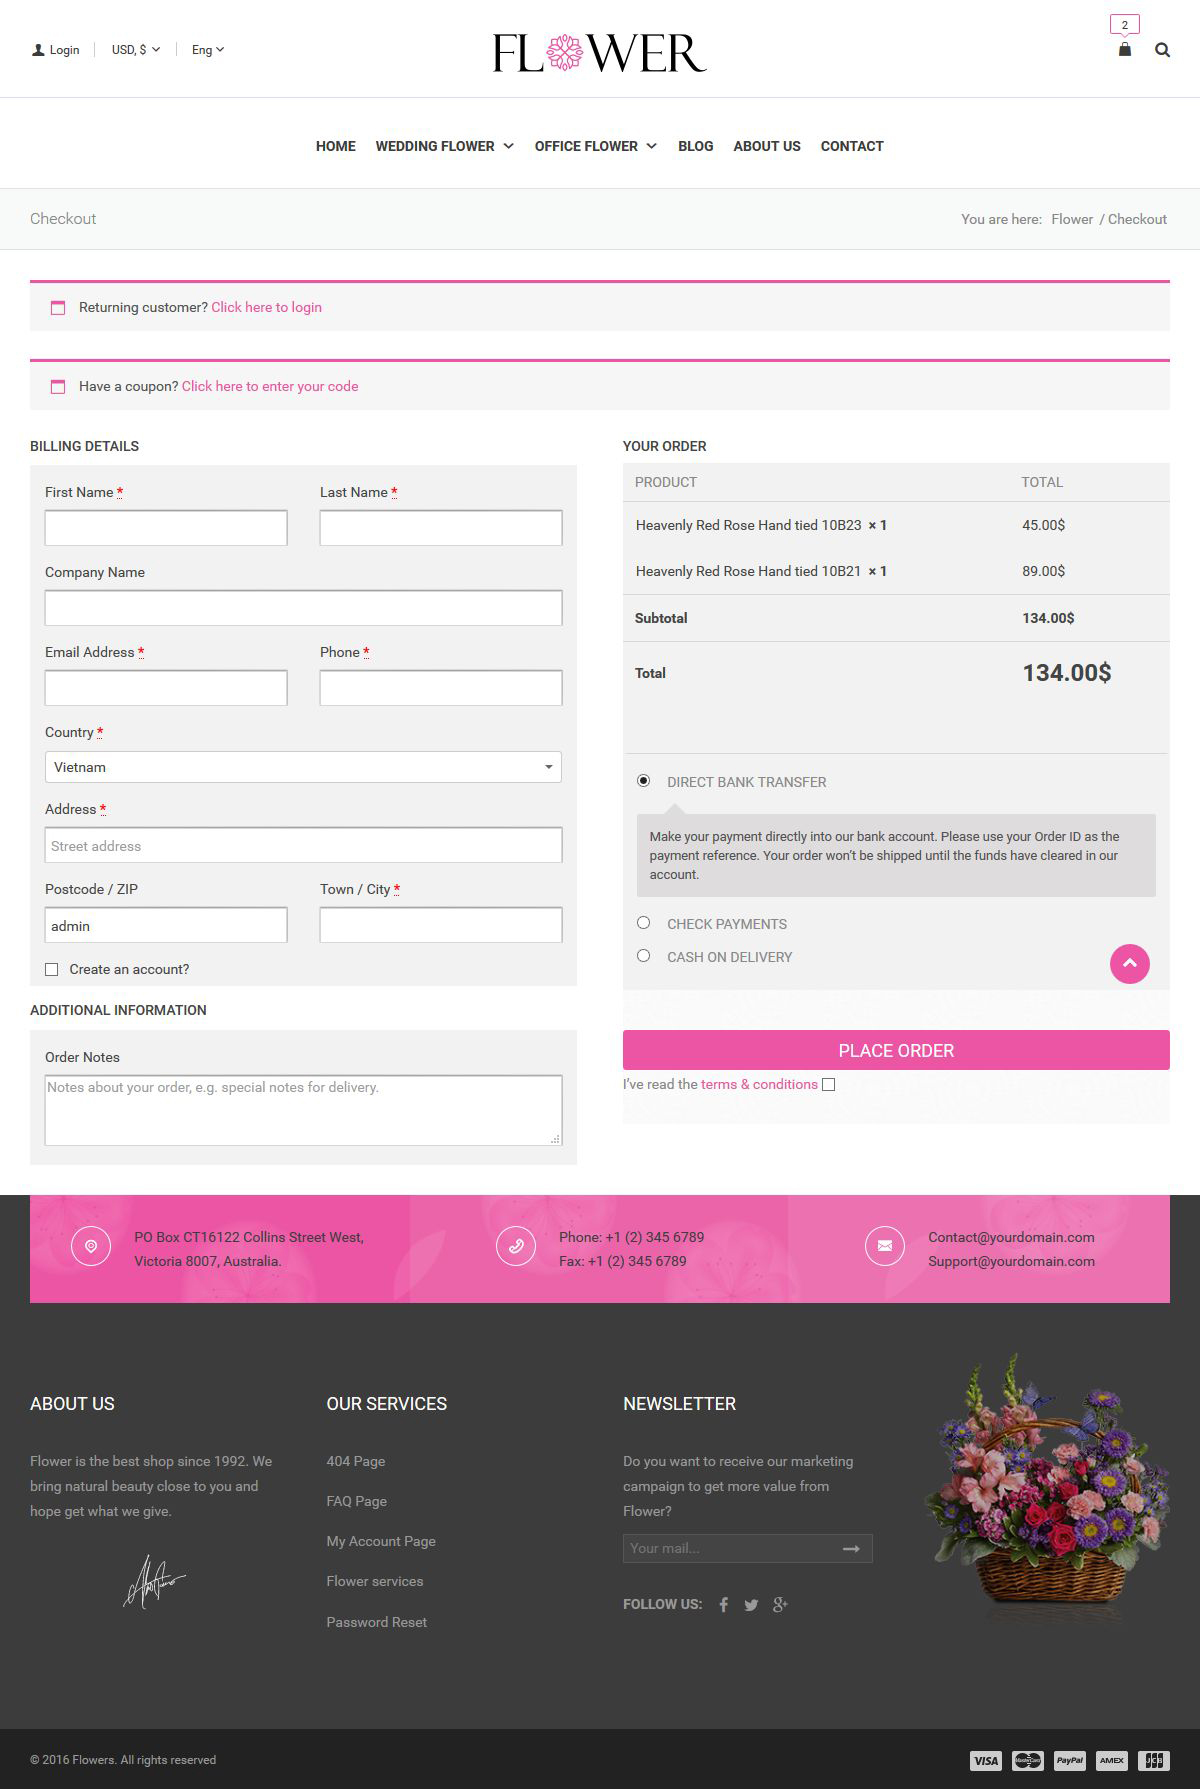 Login
USD, $
Eng
FLOWER
2
HOME WEDDING FLOWER OFFICE FLOWER BLOG ABOUT US CONTACT
Checkout
You are here: Flower / Checkout
Returning customer? Click here to login
Have a coupon? Click here to enter your code
BILLING DETAILS
First Name *
Last Name *
Company Name
Email Address *
Phone *
Country *
Vietnam
Address *
Street address
Postcode / ZIP
Town / City *
admin
Create an account?
ADDITIONAL INFORMATION
Order Notes
Notes about your order, e.g. special notes for delivery.
YOUR ORDER
PRODUCT TOTAL
Heavenly Red Rose Hand tied 10B23 × 1 45.00$
Heavenly Red Rose Hand tied 10B21 × 1 89.00$
Subtotal 134.00$
Total 134.00$
DIRECT BANK TRANSFER
Make your payment directly into our bank account. Please use your Order ID as the
payment reference. Your order won't be shipped until the funds have cleared in our
account.
CHECK PAYMENTS
CASH ON DELIVERY
PLACE ORDER
I've read the terms & conditions
PO Box CT16122 Collins Street West,
Victoria 8007, Australia.
Phone: +1 (2) 345 6789
Fax: +1 (2) 345 6789
Contact@yourdomain.com
Support@yourdomain.com
ABOUT US
Flower is the best shop since 1992. We
bring natural beauty close to you and
hope get what we give.
OUR SERVICES
404 Page
FAQ Page
My Account Page
Flower services
Password Reset
NEWSLETTER
Do you want to receive our marketing
campaign to get more value from
Flower?
Your mail...
FOLLOW US:
© 2016 Flowers. All rights reserved
VISA MasterCard PayPal AMEX JCB